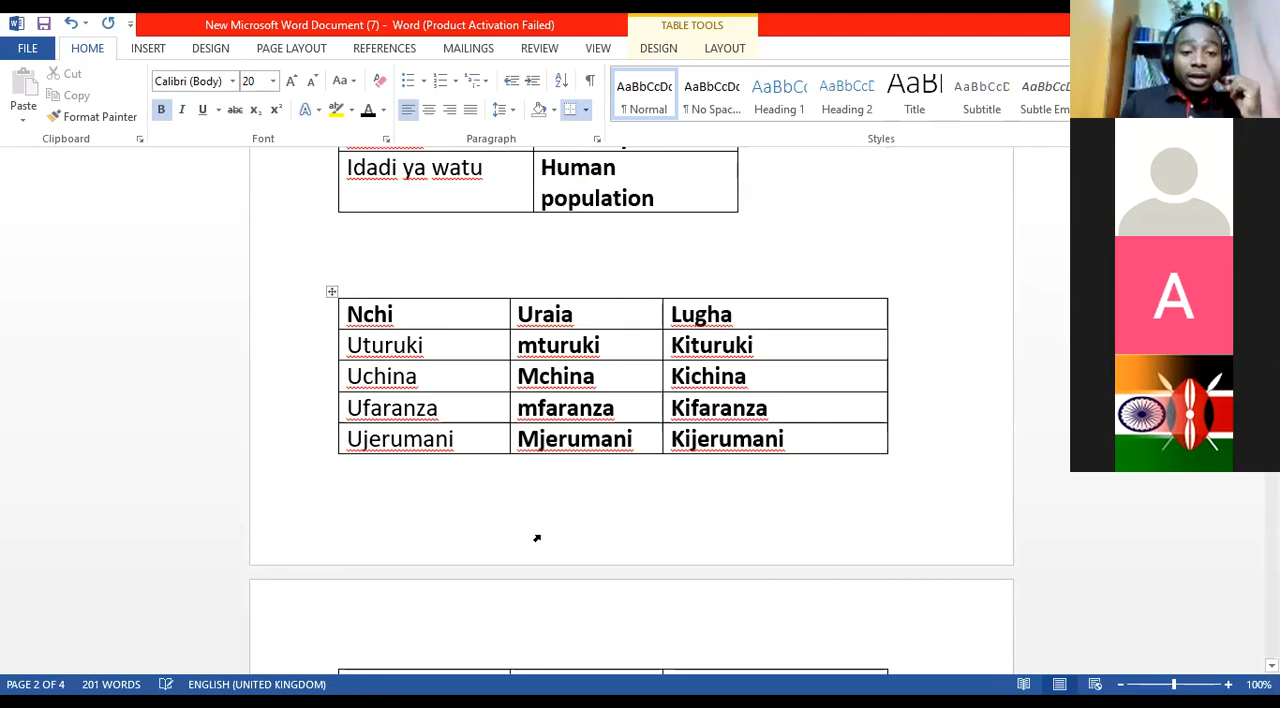 New Microsoft Word Document (7) - Word (Product Activation Failed)
TABLE TOOLS
FILE HOME INSERT DESIGN PAGE LAYOUT REFERENCES MAILINGS REVIEW VIEW DESIGN LAYOUT
Paste
Cut
Copy
Format Painter
Calibri (Body) 20
AaBbCcDc AaBbCcDc AaBbC AaBbC AaBl AaBbCcD AaBbCcD
¶ Normal ¶ No Spac... Heading 1 Heading 2 Title Subtitle Subtle Em
Clipboard Font Paragraph Styles
Idadi ya watu Human
population
Nchi Uraia Lugha
Uturuki mturuki Kituruki
Uchina Mchina Kichina
Ufaranza mfaranza Kifaranza
Ujerumani Mjerumani Kijerumani
A
PAGE 2 OF 4 201 WORDS ENGLISH (UNITED KINGDOM) 100%